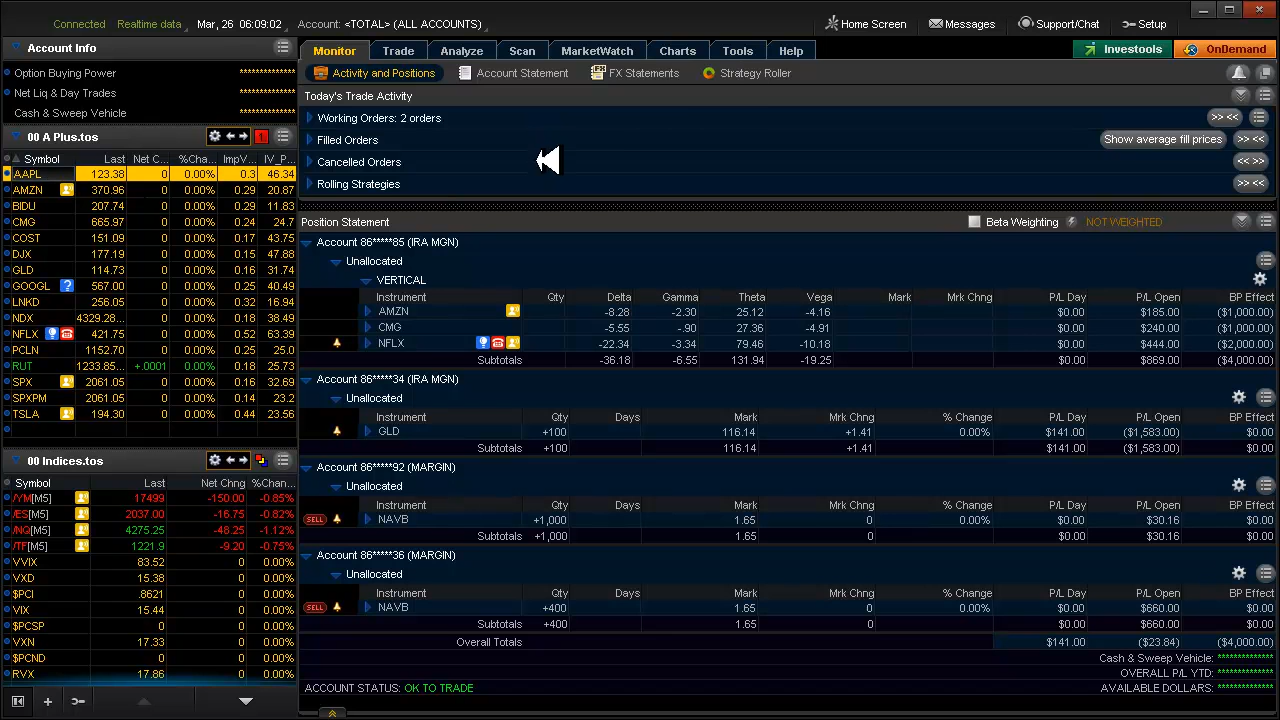 Connected Realtime data Mar, 26 06:09:02 Account: <TOTAL> (ALL ACCOUNTS) Home Screen Messages Support/Chat Setup
Account Info
Option Buying Power *************
Net Liq & Day Trades *************
Cash & Sweep Vehicle *************
00 A Plus.tos 1
Symbol Last Net C... %Cha... ImpV... IV_P...
AAPL 123.38 0 0.00% 0.3 46.34
AMZN 370.96 0 0.00% 0.29 20.87
BIDU 207.74 0 0.00% 0.29 11.83
CMG 665.97 0 0.00% 0.24 24.7
COST 151.09 0 0.00% 0.17 43.75
DJX 177.19 0 0.00% 0.15 47.88
GLD 114.73 0 0.00% 0.16 31.74
GOOGL ? 0 0.00% 0.25 40.49
LNKD 256.05 0 0.00% 0.32 16.94
NDX 4329.28... 0 0.00% 0.18 38.49
NFLX 421.75 0 0.00% 0.52 63.39
PCLN 1152.70 0 0.00% 0.25 25.0
RUT 1233.85... +.0001 0.00% 0.18 25.73
SPX 2061.05 0 0.00% 0.16 32.69
SPXPM 2061.05 0 0.00% 0.14 23.2
TSLA 194.30 0 0.00% 0.44 23.56
00 Indices.tos
Symbol Last Net Chng %Chan...
/YM[M5] 17499 -150.00 -0.85%
/ES[M5] 2037.00 -16.75 -0.82%
/NQ[M5] 4275.25 -48.25 -1.12%
/TF[M5] 1221.9 -9.20 -0.75%
VVIX 83.52 0 0.00%
VXD 15.38 0 0.00%
$PCI .8621 0 0.00%
VIX 15.44 0 0.00%
$PCSP 0 0.00%
VXN 17.33 0 0.00%
$PCND 0 0.00%
RVX 17.86 0 0.00%
Monitor Trade Analyze Scan MarketWatch Charts Tools Help Investools OnDemand
Activity and Positions Account Statement FX Statements Strategy Roller
Today's Trade Activity
Working Orders: 2 orders >> <<
Filled Orders Show average fill prices >> <<
Cancelled Orders << >>
Rolling Strategies >> <<
Position Statement Beta Weighting NOT WEIGHTED
Account 86*****85 (IRA MGN)
Unallocated
VERTICAL
Instrument Qty Delta Gamma Theta Vega Mark Mrk Chng P/L Day P/L Open BP Effect
AMZN -8.28 -2.30 25.12 -4.16 $0.00 $185.00 ($1,000.00)
CMG -5.55 -.90 27.36 -4.91 $0.00 $240.00 ($1,000.00)
NFLX -22.34 -3.34 79.46 -10.18 $0.00 $444.00 ($2,000.00)
Subtotals -36.18 -6.55 131.94 -19.25 $0.00 $869.00 ($4,000.00)
Account 86*****34 (IRA MGN)
Unallocated
Instrument Qty Days Mark Mrk Chng % Change P/L Day P/L Open BP Effect
GLD +100 116.14 +1.41 0.00% $141.00 ($1,583.00) $0.00
Subtotals +100 116.14 +1.41 $141.00 ($1,583.00) $0.00
Account 86*****92 (MARGIN)
Unallocated
Instrument Qty Days Mark Mrk Chng % Change P/L Day P/L Open BP Effect
SELL NAVB +1,000 1.65 0 0.00% $0.00 $30.16 $0.00
Subtotals +1,000 1.65 0 $0.00 $30.16 $0.00
Account 86*****36 (MARGIN)
Unallocated
Instrument Qty Days Mark Mrk Chng % Change P/L Day P/L Open BP Effect
SELL NAVB +400 1.65 0 0.00% $0.00 $660.00 $0.00
Subtotals +400 1.65 0 $0.00 $660.00 $0.00
Overall Totals $141.00 ($23.84) ($4,000.00)
Cash & Sweep Vehicle: *************
OVERALL P/L YTD: *************
ACCOUNT STATUS: OK TO TRADE AVAILABLE DOLLARS: *************